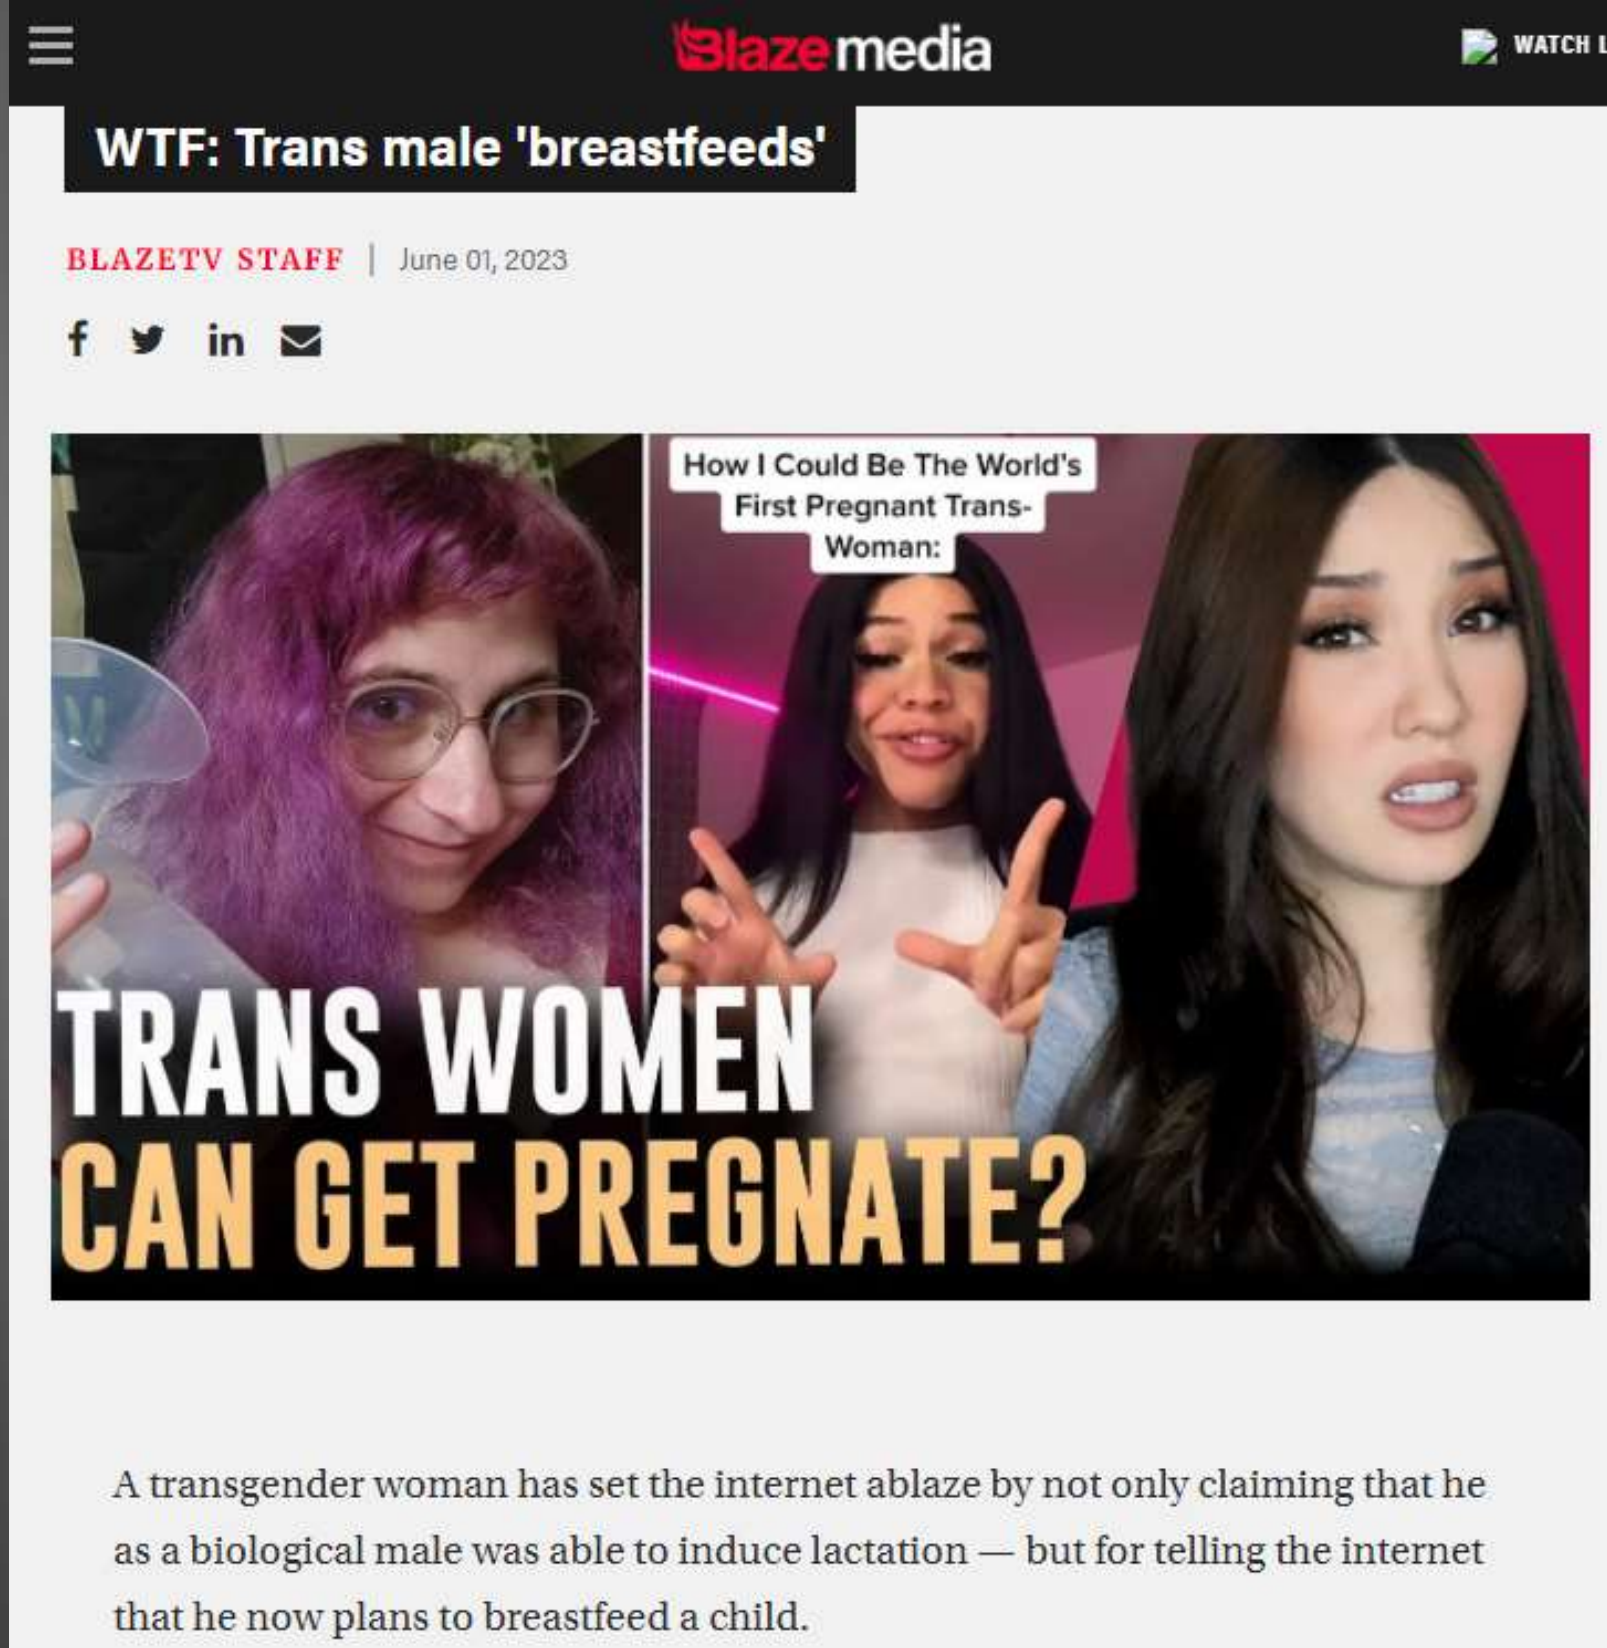 Blaze media
WATCH L
WTF: Trans male 'breastfeeds'
BLAZETV STAFF | June 01, 2023
How I Could Be The World's
First Pregnant Trans-
Woman:
TRANS WOMEN
CAN GET PREGNATE?
A transgender woman has set the internet ablaze by not only claiming that he
as a biological male was able to induce lactation — but for telling the internet
that he now plans to breastfeed a child.